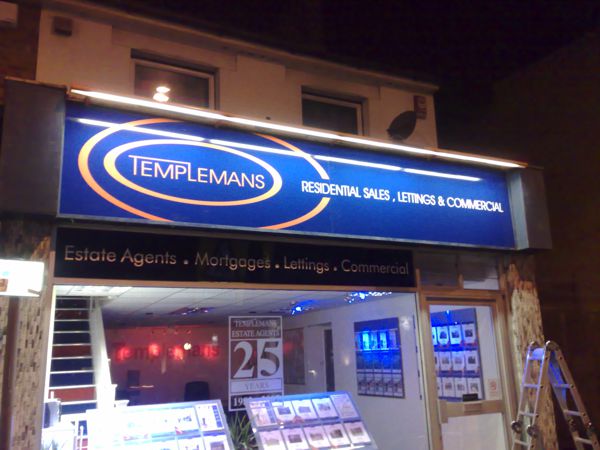 TEMPLEMANS
RESIDENTIAL SALES , LETTINGS & COMMERCIAL
Estate Agents . Mortgages . Lettings . Commercial
Templemans
TEMPLEMANS
ESTATE AGENTS
25
YEARS